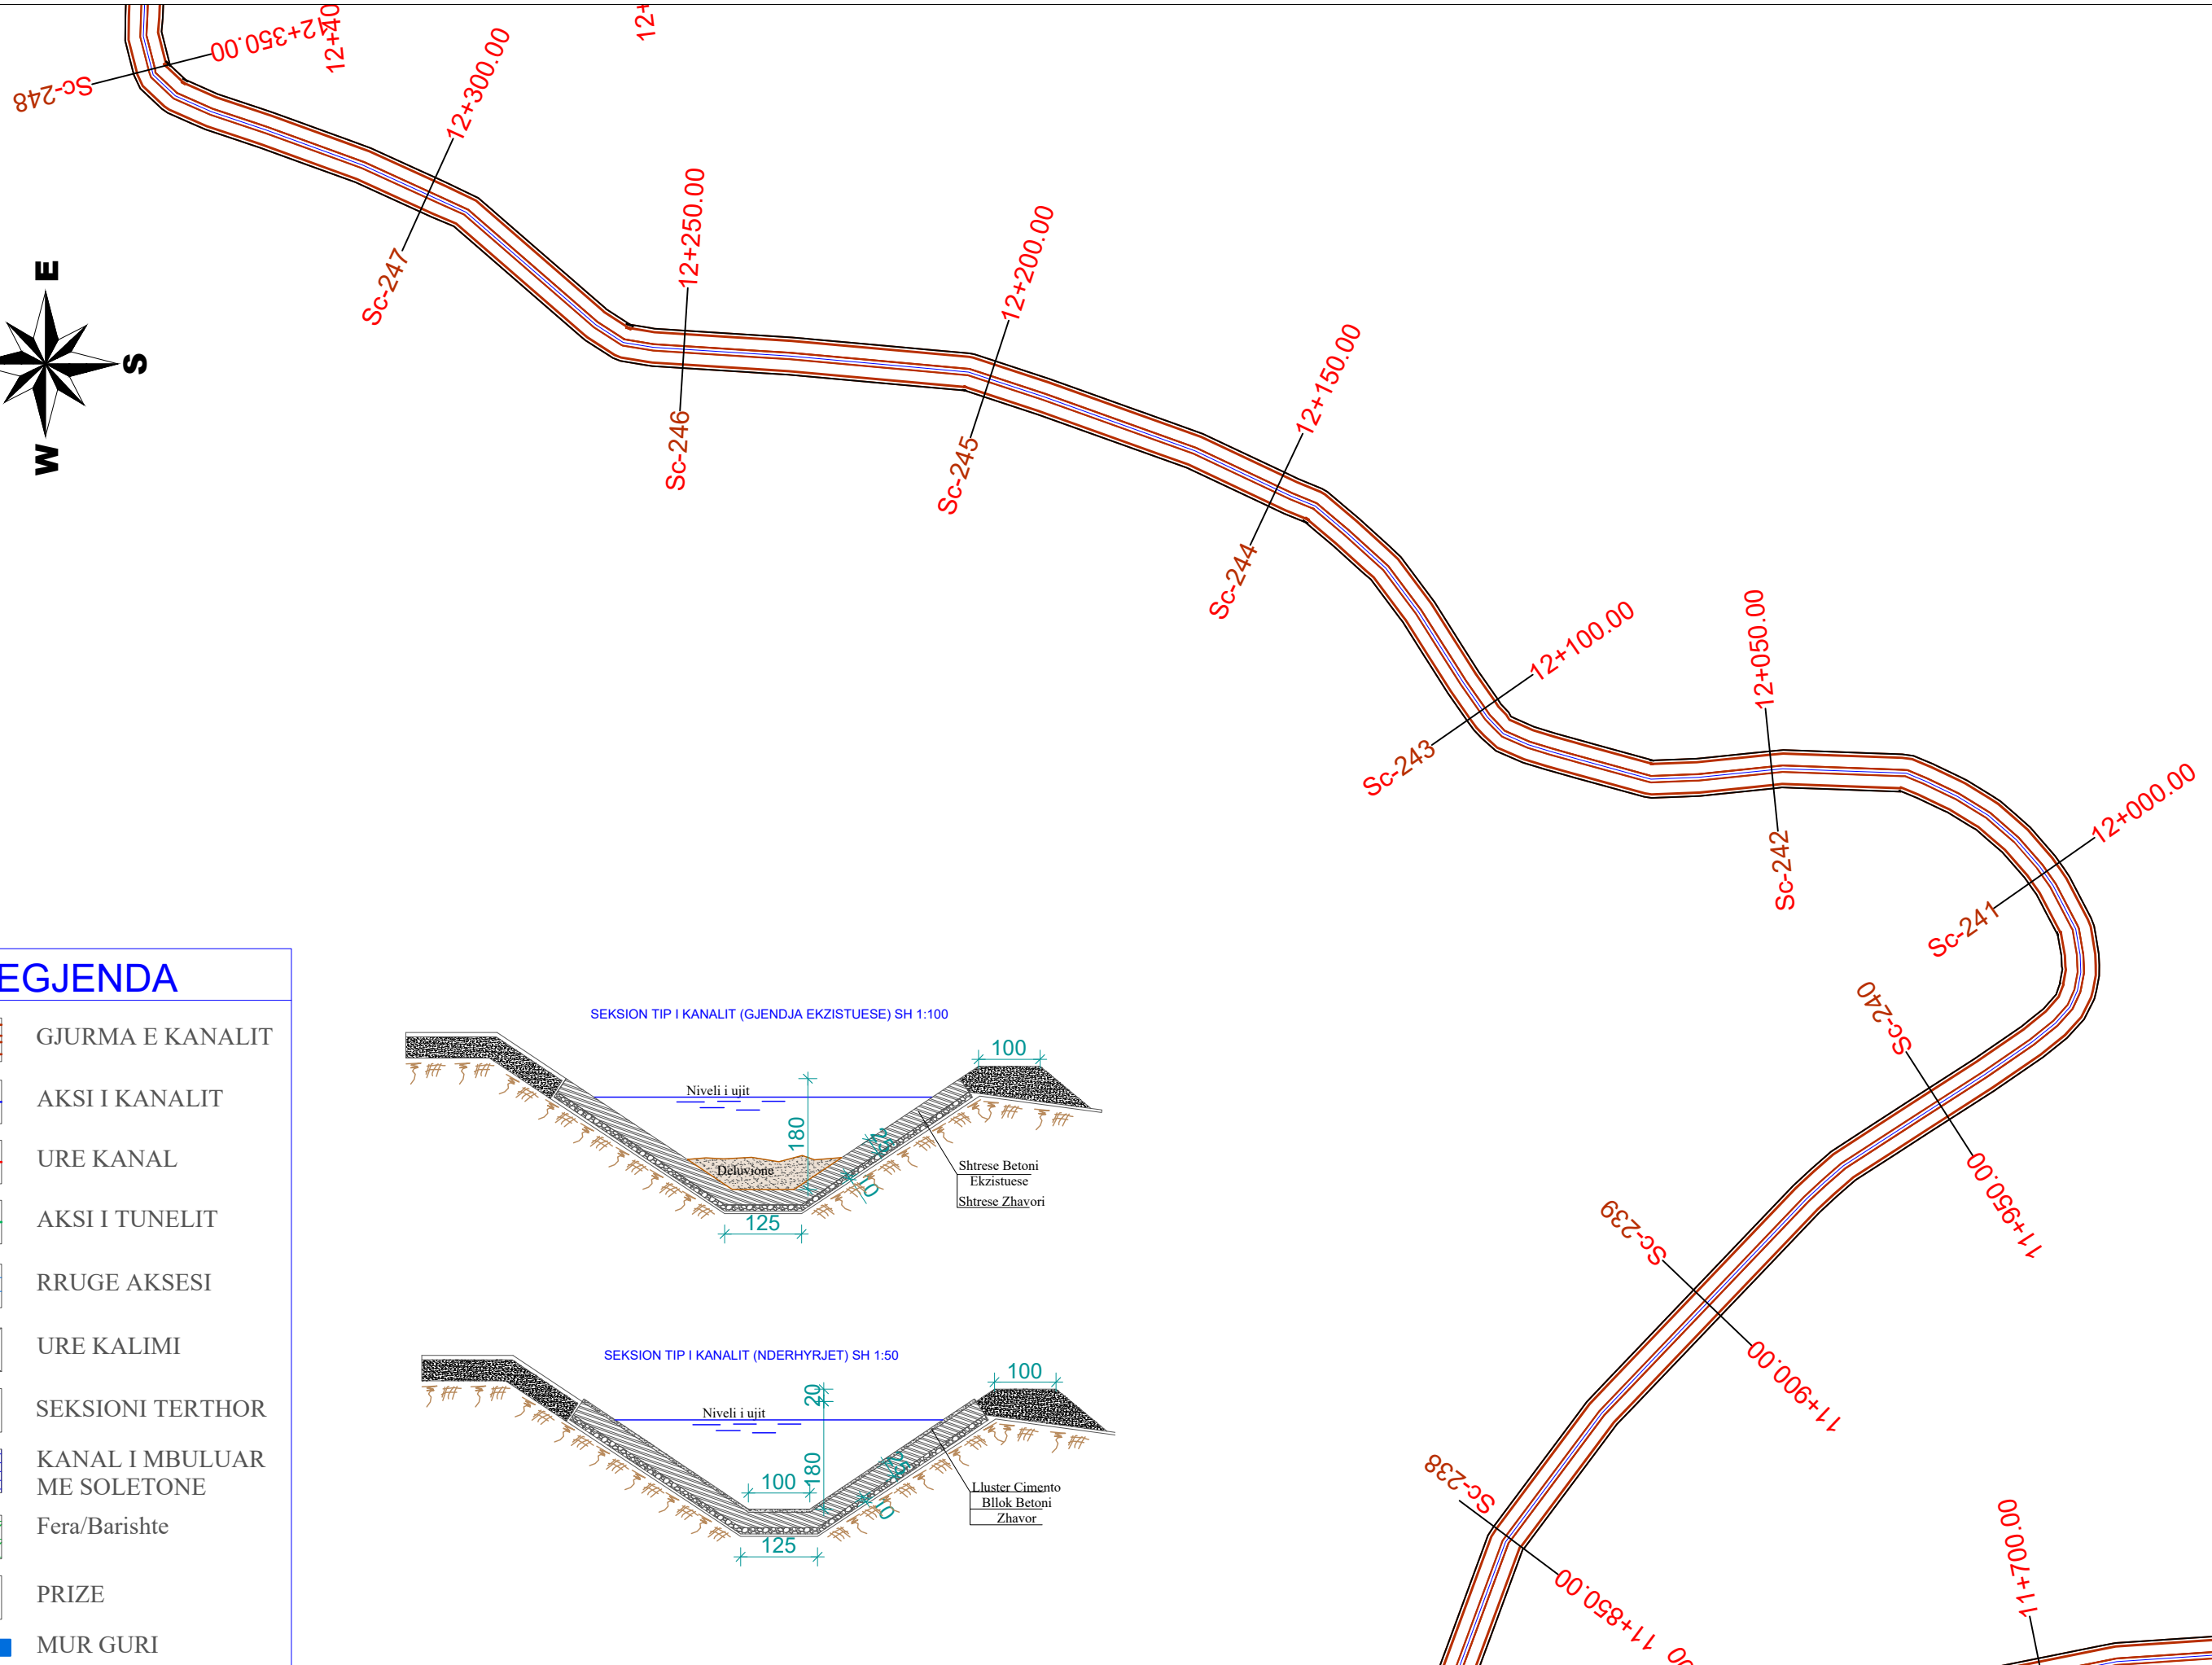 12+350.00
12+40
12+
Sc-248
12+300.00
Sc-247
12+250.00
Sc-246
12+200.00
Sc-245
12+150.00
Sc-244
12+100.00
Sc-243
12+050.00
Sc-242
12+000.00
Sc-241
Sc-240
11+950.00
Sc-239
11+900.00
Sc-238
11+850.00
11+700.00
E
S
W
EGJENDA
GJURMA E KANALIT
AKSI I KANALIT
URE KANAL
AKSI I TUNELIT
RRUGE AKSESI
URE KALIMI
SEKSIONI TERTHOR
KANAL I MBULUAR
ME SOLETONE
Fera/Barishte
PRIZE
MUR GURI
SEKSION TIP I KANALIT (GJENDJA EKZISTUESE) SH 1:100
100
Niveli i ujit
180
Deluvione
10
125
Shtrese Betoni
Ekzistuese
Shtrese Zhavori
SEKSION TIP I KANALIT (NDERHYRJET) SH 1:50
100
20
Niveli i ujit
180
100
10
125
Lluster Cimento
Bllok Betoni
Zhavor